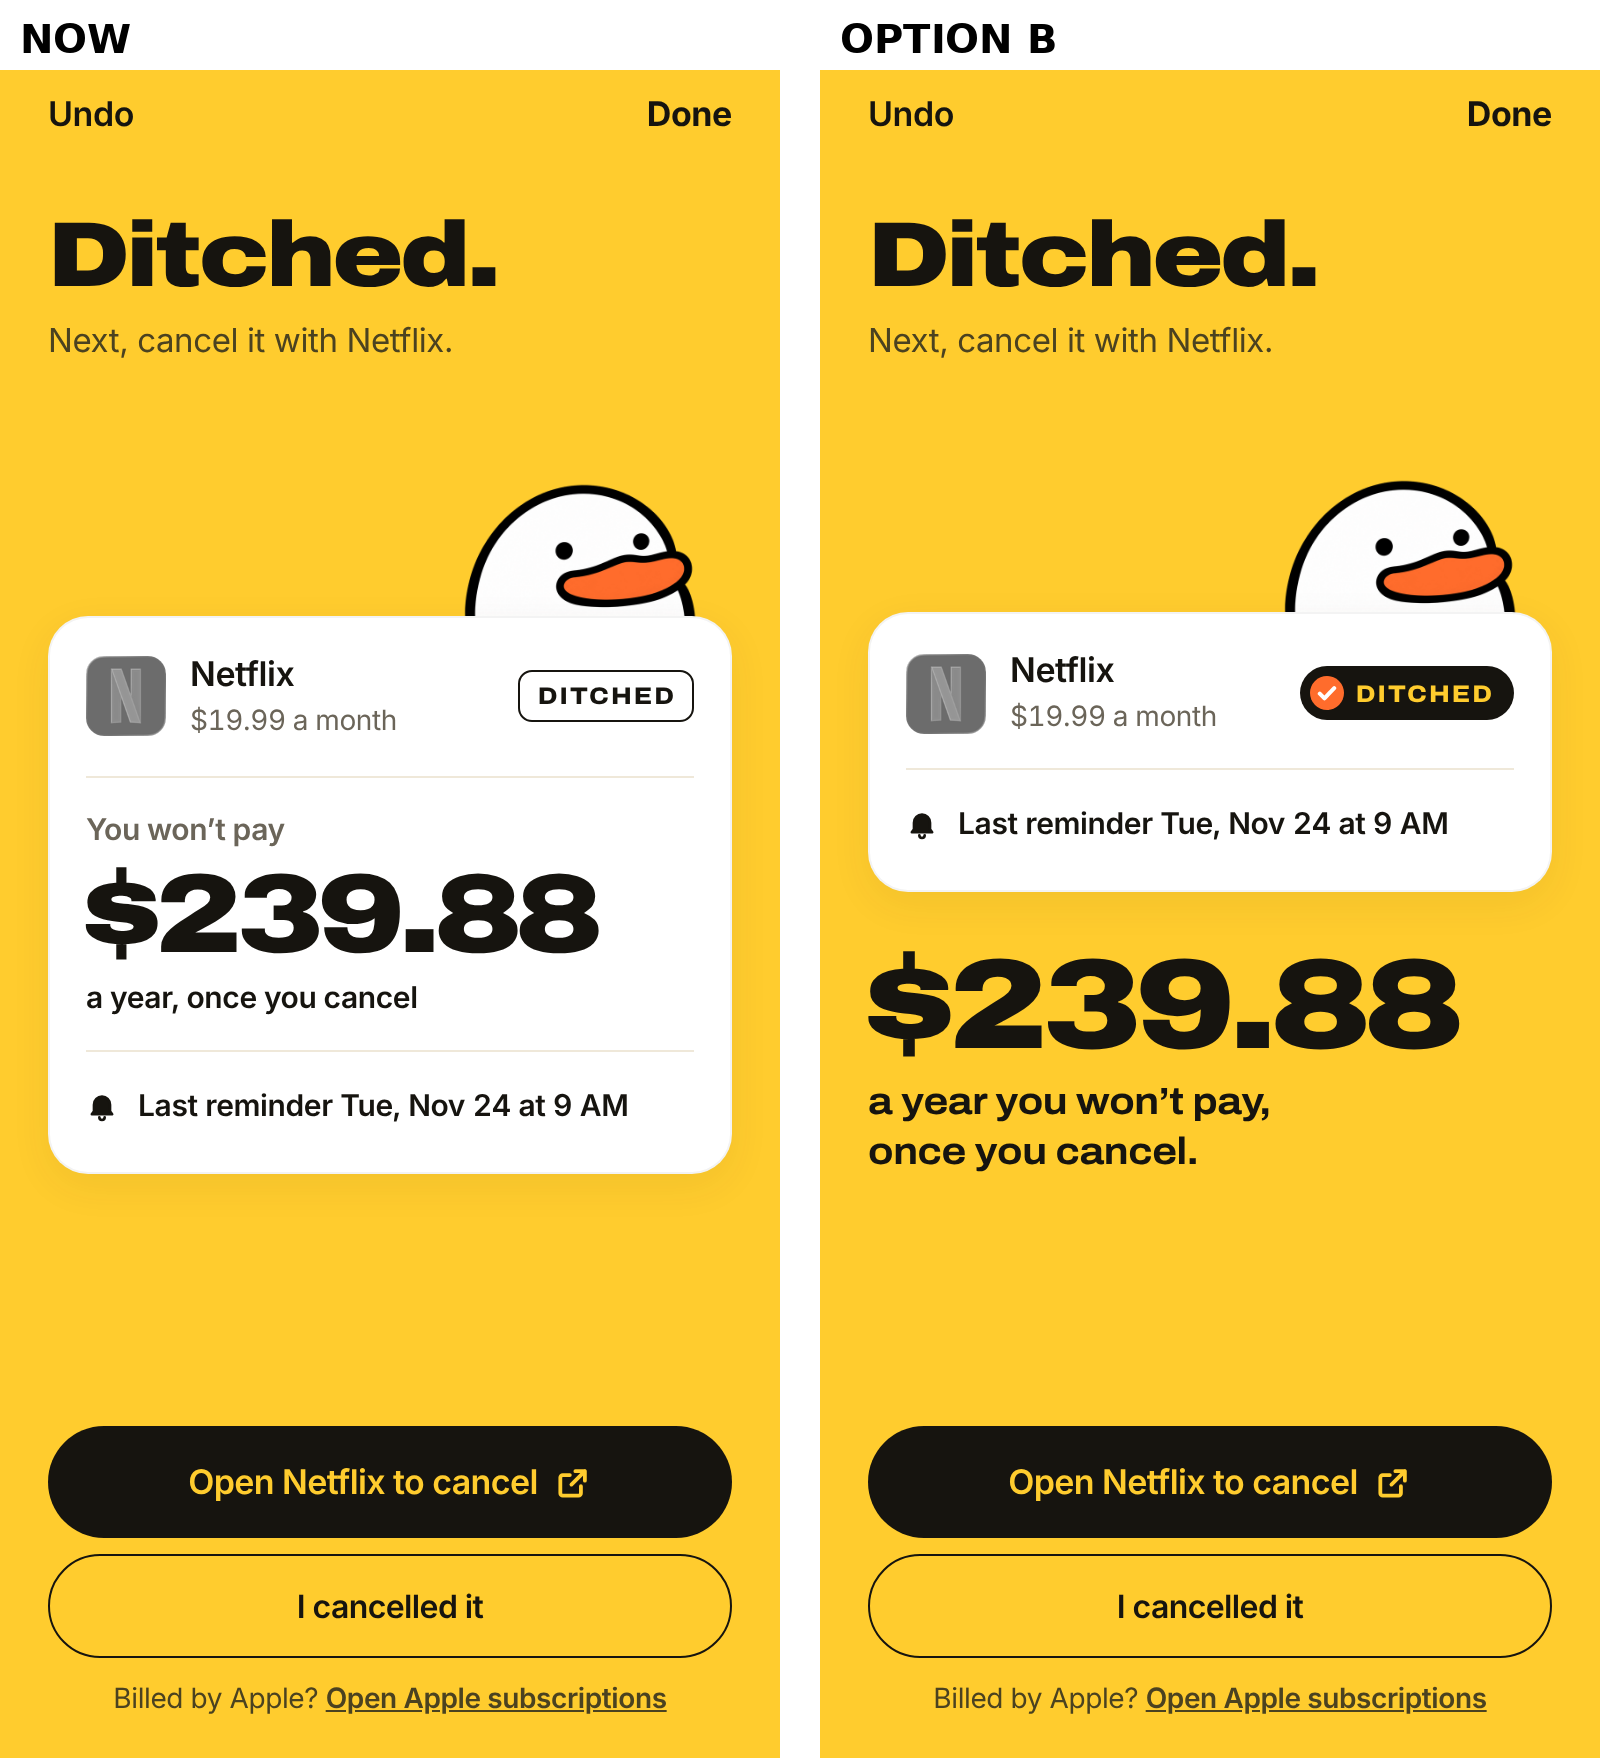 NOW
Undo
Done
Ditched.
Next, cancel it with Netflix.
N
Netflix
$19.99 a month
DITCHED
You won’t pay
$239.88
a year, once you cancel
Last reminder Tue, Nov 24 at 9 AM
Open Netflix to cancel
I cancelled it
Billed by Apple? Open Apple subscriptions
OPTION B
Undo
Done
Ditched.
Next, cancel it with Netflix.
N
Netflix
$19.99 a month
DITCHED
Last reminder Tue, Nov 24 at 9 AM
$239.88
a year you won’t pay,
once you cancel.
Open Netflix to cancel
I cancelled it
Billed by Apple? Open Apple subscriptions